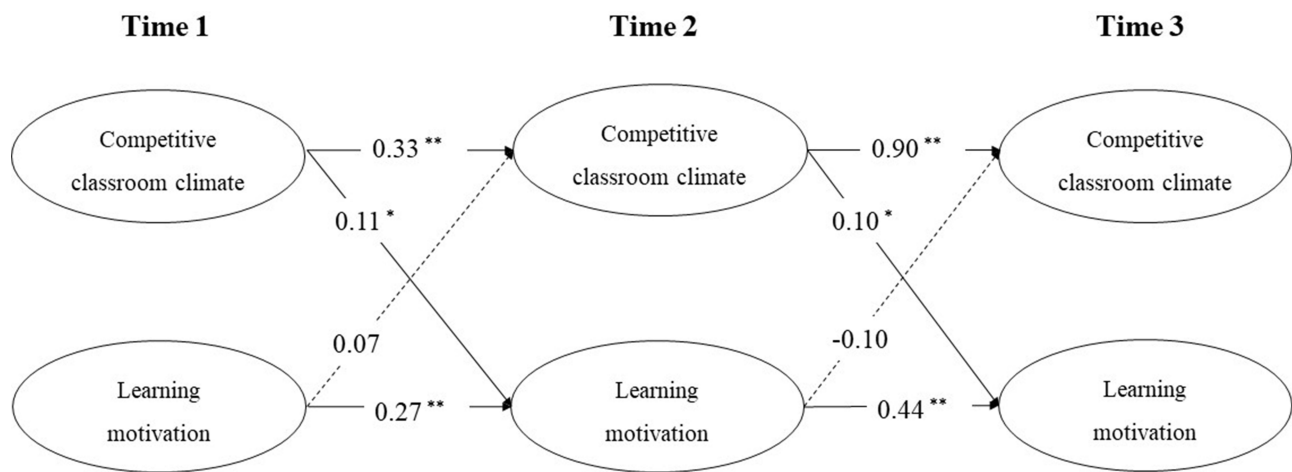 Time 1 Time 2 Time 3
Competitive
classroom climate
0.33 **
Competitive
classroom climate
0.90 **
Competitive
classroom climate
0.11 *
0.10 *
0.07
-0.10
Learning
motivation
0.27 **
Learning
motivation
0.44 **
Learning
motivation